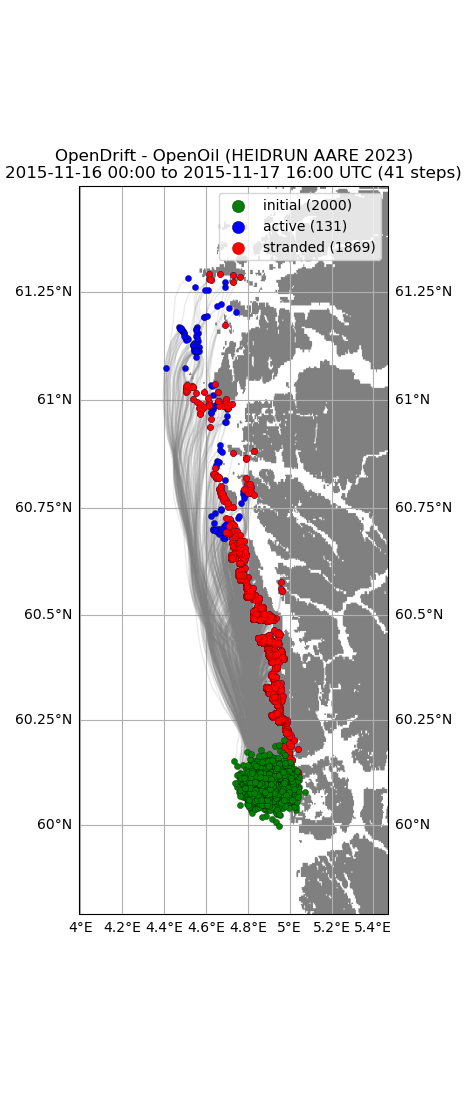 OpenDrift - OpenOil (HEIDRUN AARE 2023)
2015-11-16 00:00 to 2015-11-17 16:00 UTC (41 steps)
initial (2000)
active (131)
stranded (1869)
61.25°N 61.25°N
61°N 61°N
60.75°N 60.75°N
60.5°N 60.5°N
60.25°N 60.25°N
60°N 60°N
4°E 4.2°E 4.4°E 4.6°E 4.8°E 5°E 5.2°E 5.4°E